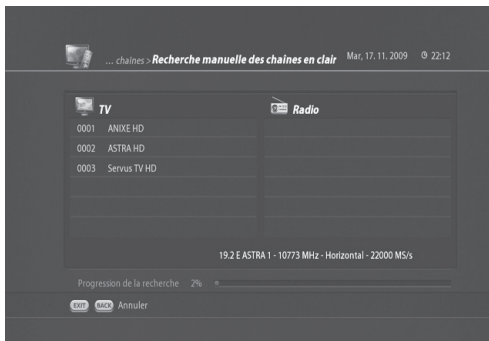 ... chaînes > Recherche manuelle des chaînes en clair Mar, 17. 11. 2009 22:12
TV Radio
0001 ANIXE HD
0002 ASTRA HD
0003 Servus TV HD
19.2 E ASTRA 1 - 10773 MHz - Horizontal - 22000 MS/s
Progression de la recherche 2%
EXIT BACK Annuler